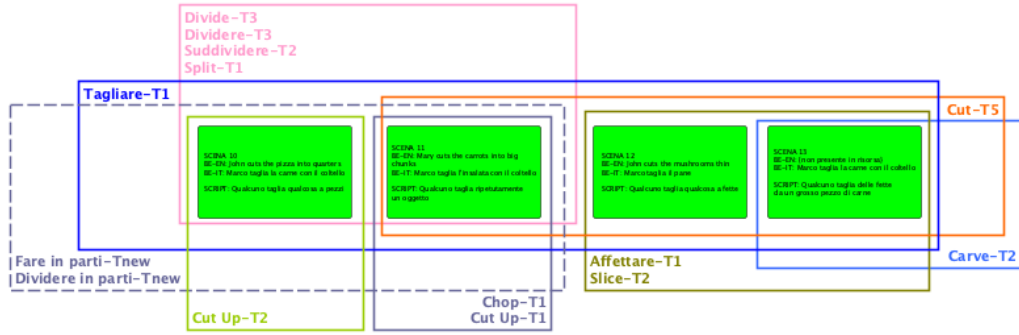 Divide-T3
Dividere-T3
Suddividere-T2
Split-T1
Tagliare-T1
Cut-T5
SCENA 10
BE-EN: John cuts the pizza into quarters
BE-IT: Marco taglia la carne con il coltello
SCRIPT: Qualcuno taglia qualcosa a pezzi
SCENA 11
BE-EN: Mary cuts the carrots into big
chunks
BE-IT: Marco taglia l'insalata con il coltello
SCRIPT: Qualcuno taglia ripetutamente
un oggetto
SCENA 12
BE-EN: John cuts the mushrooms thin
BE-IT: Marco taglia il pane
SCRIPT: Qualcuno taglia qualcosa a fette
SCENA 13
BE-EN: (non presente in risorsa)
BE-IT: Marco taglia la carne con il coltello
SCRIPT: Qualcuno taglia delle fette
da un grosso pezzo di carne
Fare in parti-Tnew
Dividere in parti-Tnew
Affettare-T1
Slice-T2
Carve-T2
Cut Up-T2
Chop-T1
Cut Up-T1